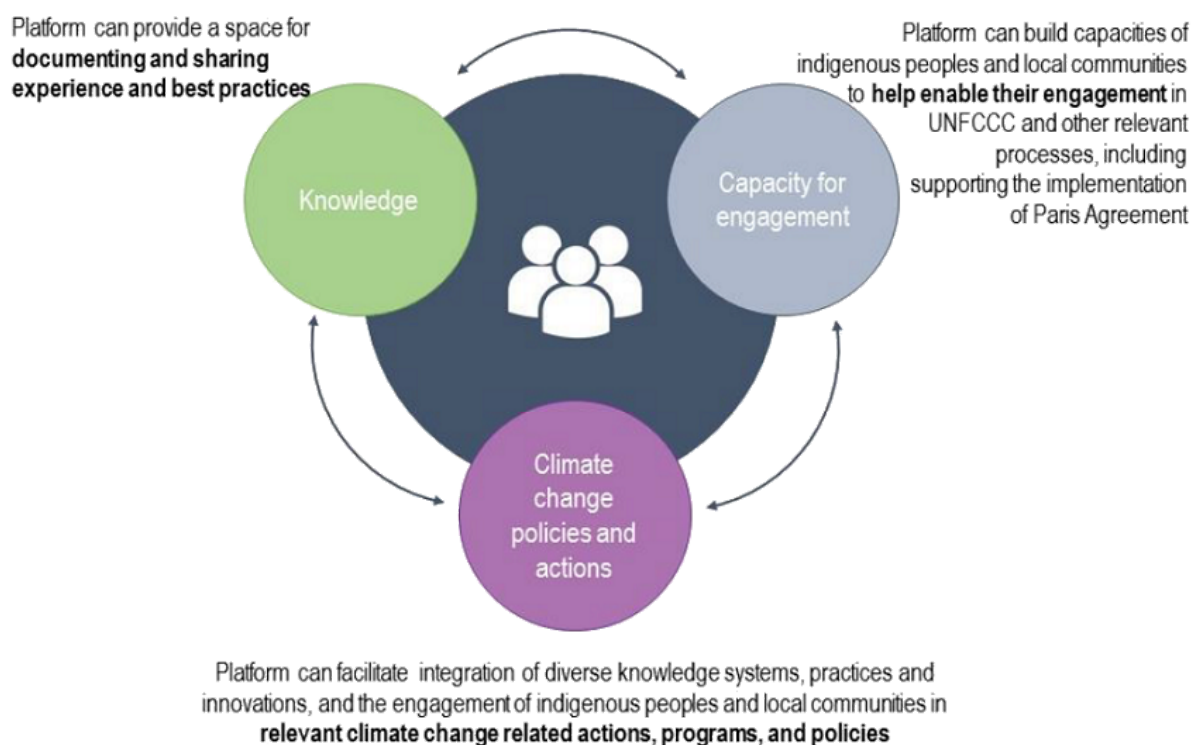 Platform can provide a space for
documenting and sharing
experience and best practices
Platform can build capacities of
indigenous peoples and local communities
to help enable their engagement in
UNFCCC and other relevant
processes, including
supporting the implementation
of Paris Agreement
Knowledge
Capacity for
engagement
Climate
change
policies and
actions
Platform can facilitate integration of diverse knowledge systems, practices and
innovations, and the engagement of indigenous peoples and local communities in
relevant climate change related actions, programs, and policies